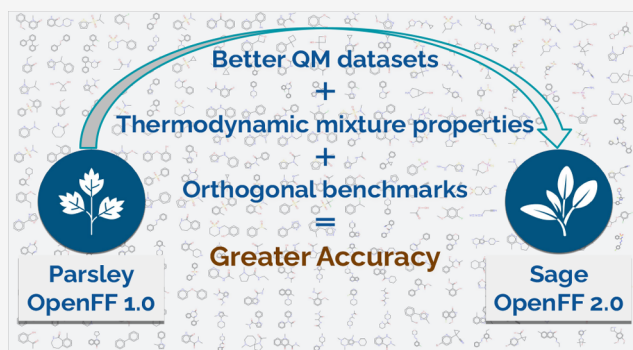 Better QM datasets
+
Thermodynamic mixture properties
+
Orthogonal benchmarks
=
Greater Accuracy
Parsley
OpenFF 1.0
Sage
OpenFF 2.0